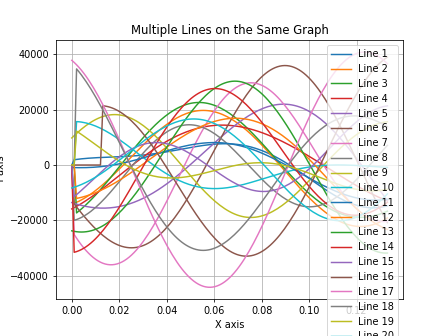 Multiple Lines on the Same Graph
40000
20000
0
−20000
−40000
axis
0.00
0.02
0.04
0.06
0.08
0.10
X axis
Line 1
Line 2
Line 3
Line 4
Line 5
Line 6
Line 7
Line 8
Line 9
Line 10
Line 11
Line 12
Line 13
Line 14
Line 15
Line 16
Line 17
Line 18
Line 19
Line 20